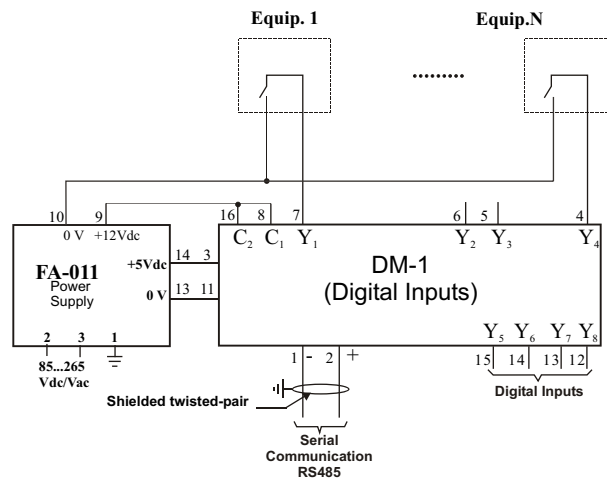 Equip. 1
Equip.N
10
9
16
8
7
6
5
4
0 V
+12Vdc
C2
C1
Y1
Y2
Y3
Y4
FA-011
Power
Supply
+5Vdc
14
3
0 V
13
11
DM-1
(Digital Inputs)
2
3
1
85...265
Vdc/Vac
Y5
Y6
Y7
Y8
1
-
2
+
15
14
13
12
Digital Inputs
Shielded twisted-pair
Serial
Communication
RS485